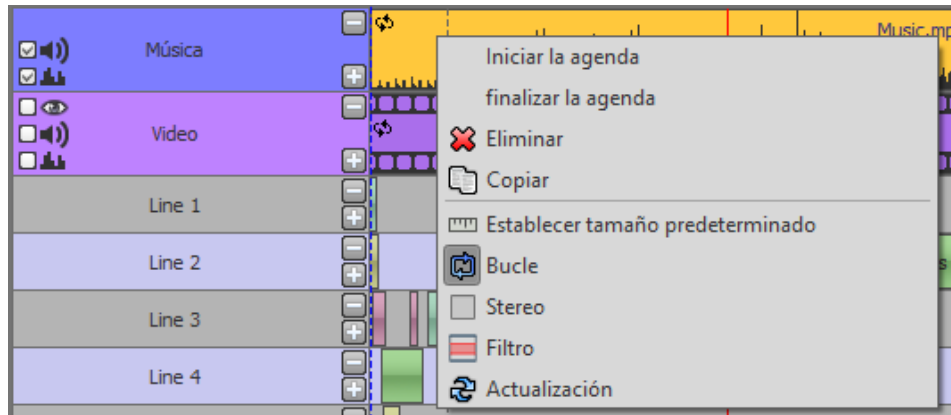 Música
Music.mp
Iniciar la agenda
finalizar la agenda
Video
Eliminar
Copiar
Line 1
Establecer tamaño predeterminado
Line 2
Bucle
s
Line 3
Stereo
Filtro
Line 4
Actualización